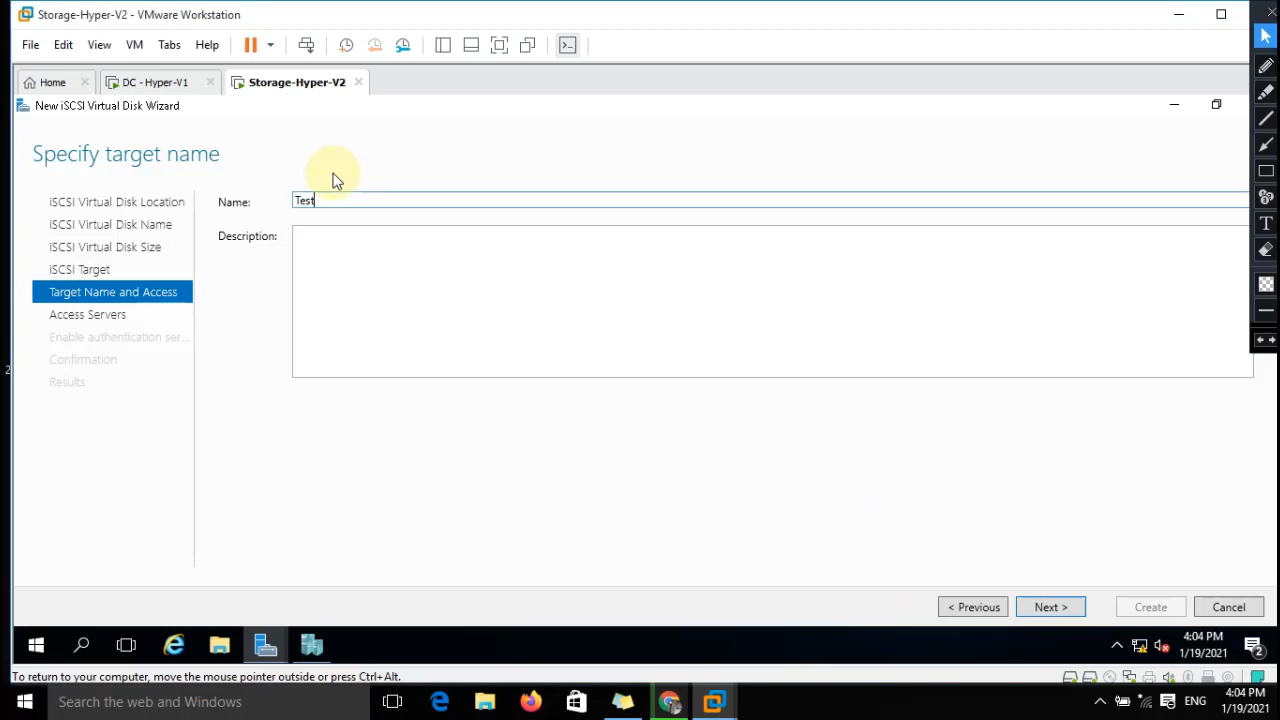 Storage-Hyper-V2 - VMware Workstation
File Edit View VM Tabs Help
Home DC - Hyper-V1 Storage-Hyper-V2
New iSCSI Virtual Disk Wizard
Specify target name
iSCSI Virtual Disk Location
iSCSI Virtual Disk Name
iSCSI Virtual Disk Size
iSCSI Target
Target Name and Access
Access Servers
Enable authentication ser...
Confirmation
Results
Name: Test
Description:
< Previous Next > Create Cancel
4:04 PM
1/19/2021
2
To return to your computer, move the mouse pointer outside or press Ctrl+Alt.
Search the web and Windows
ENG
4:04 PM
1/19/2021